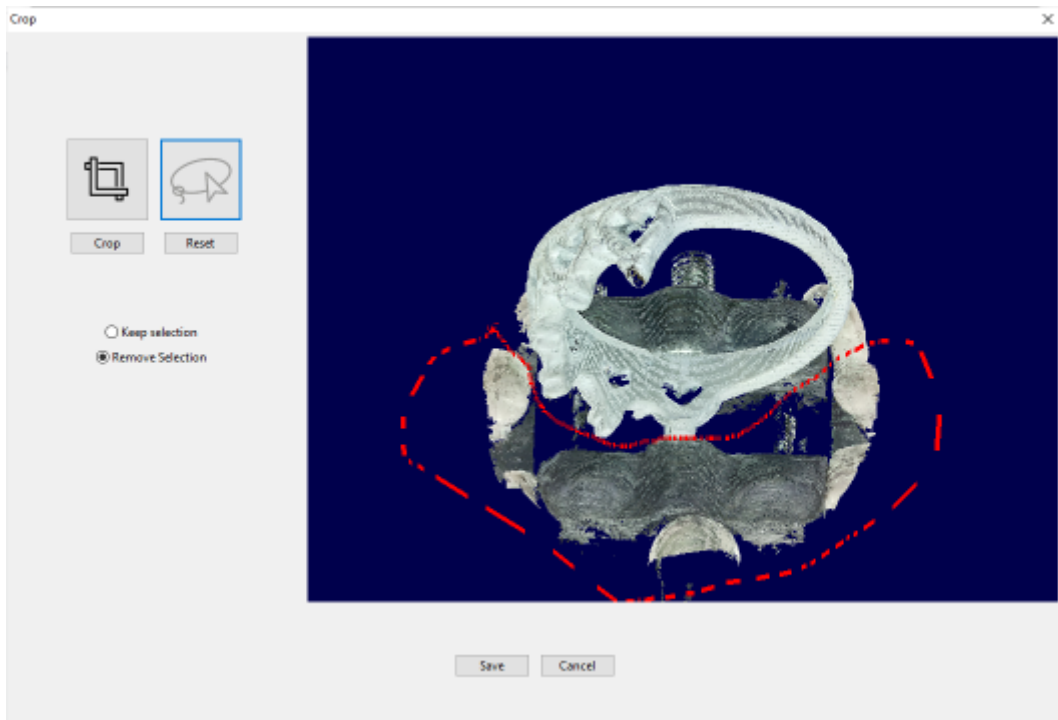 Crop
Crop
Reset
Keep selection
Remove Selection
Save
Cancel